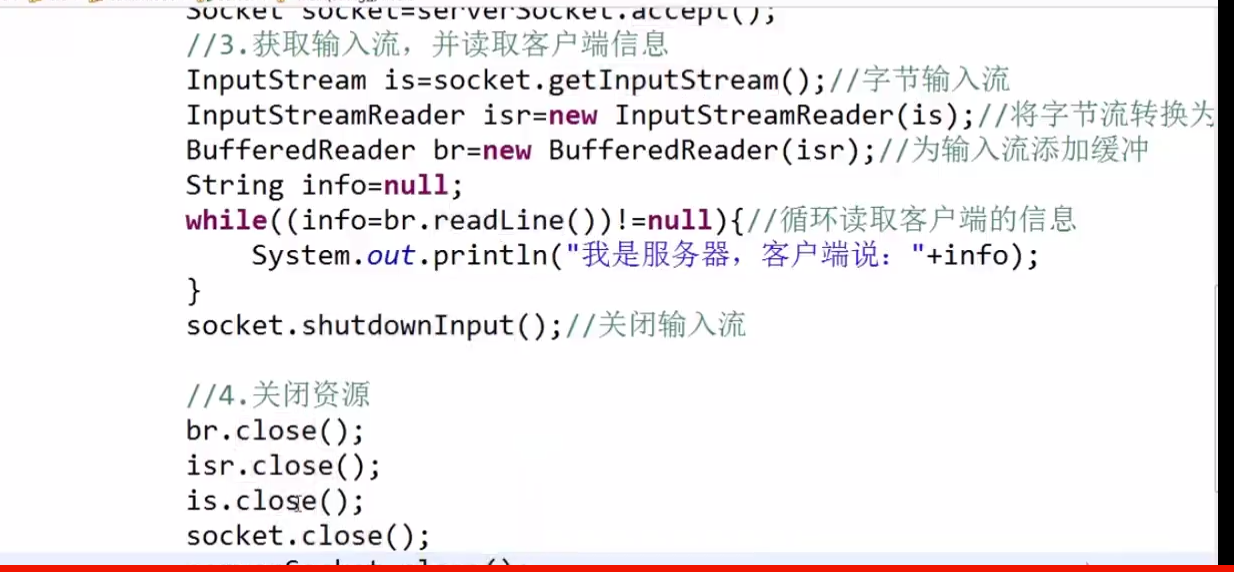 Socket socket=serverSocket.accept();
//3.获取输入流，并读取客户端信息
InputStream is=socket.getInputStream();//字节输入流
InputStreamReader isr=new InputStreamReader(is);//将字节流转换为
BufferedReader br=new BufferedReader(isr);//为输入流添加缓冲
String info=null;
while((info=br.readLine())!=null){//循环读取客户端的信息
System.out.println("我是服务器，客户端说："+info);
}
socket.shutdownInput();//关闭输入流
//4.关闭资源
br.close();
isr.close();
is.close();
socket.close();
serverSocket.close();